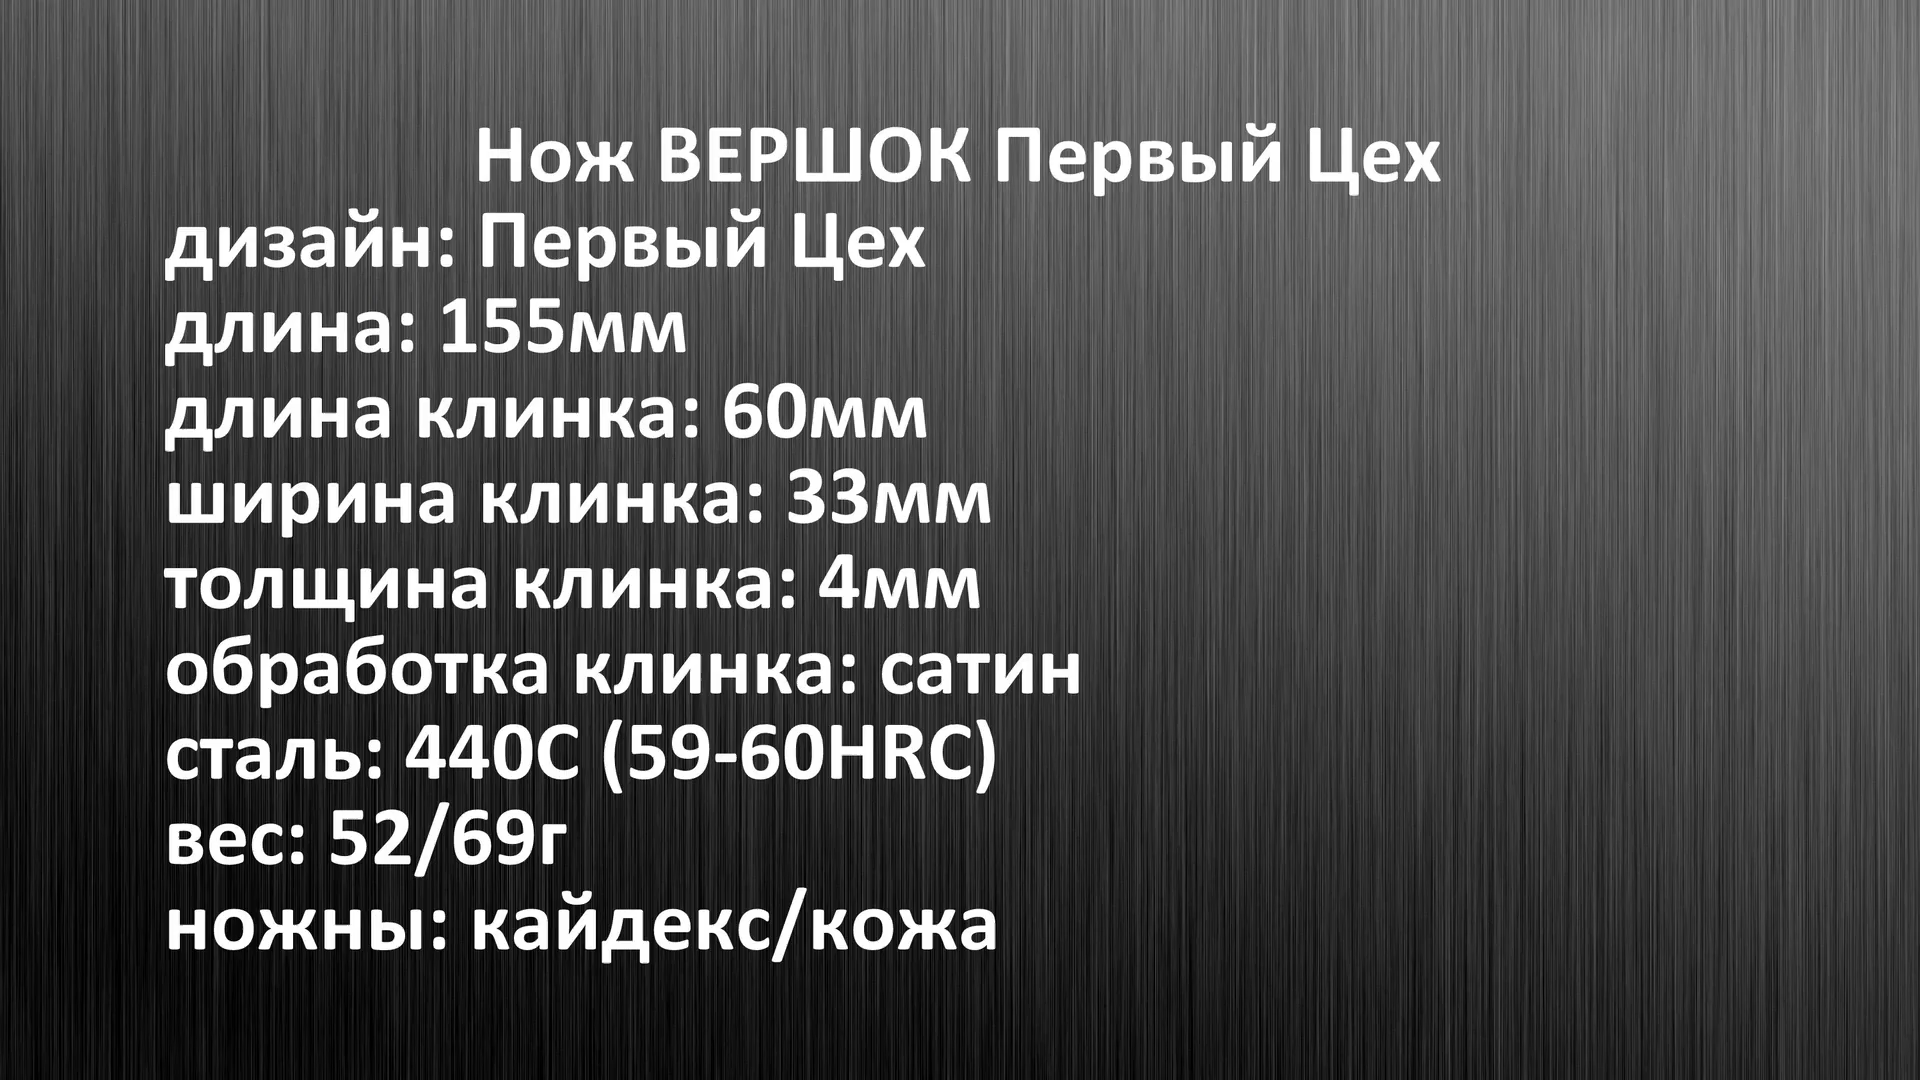 Нож ВЕРШОК Первый Цех
дизайн: Первый Цех
длина: 155мм
длина клинка: 60мм
ширина клинка: 33мм
толщина клинка: 4мм
обработка клинка: сатин
сталь: 440C (59-60HRC)
вес: 52/69г
ножны: кайдекс/кожа